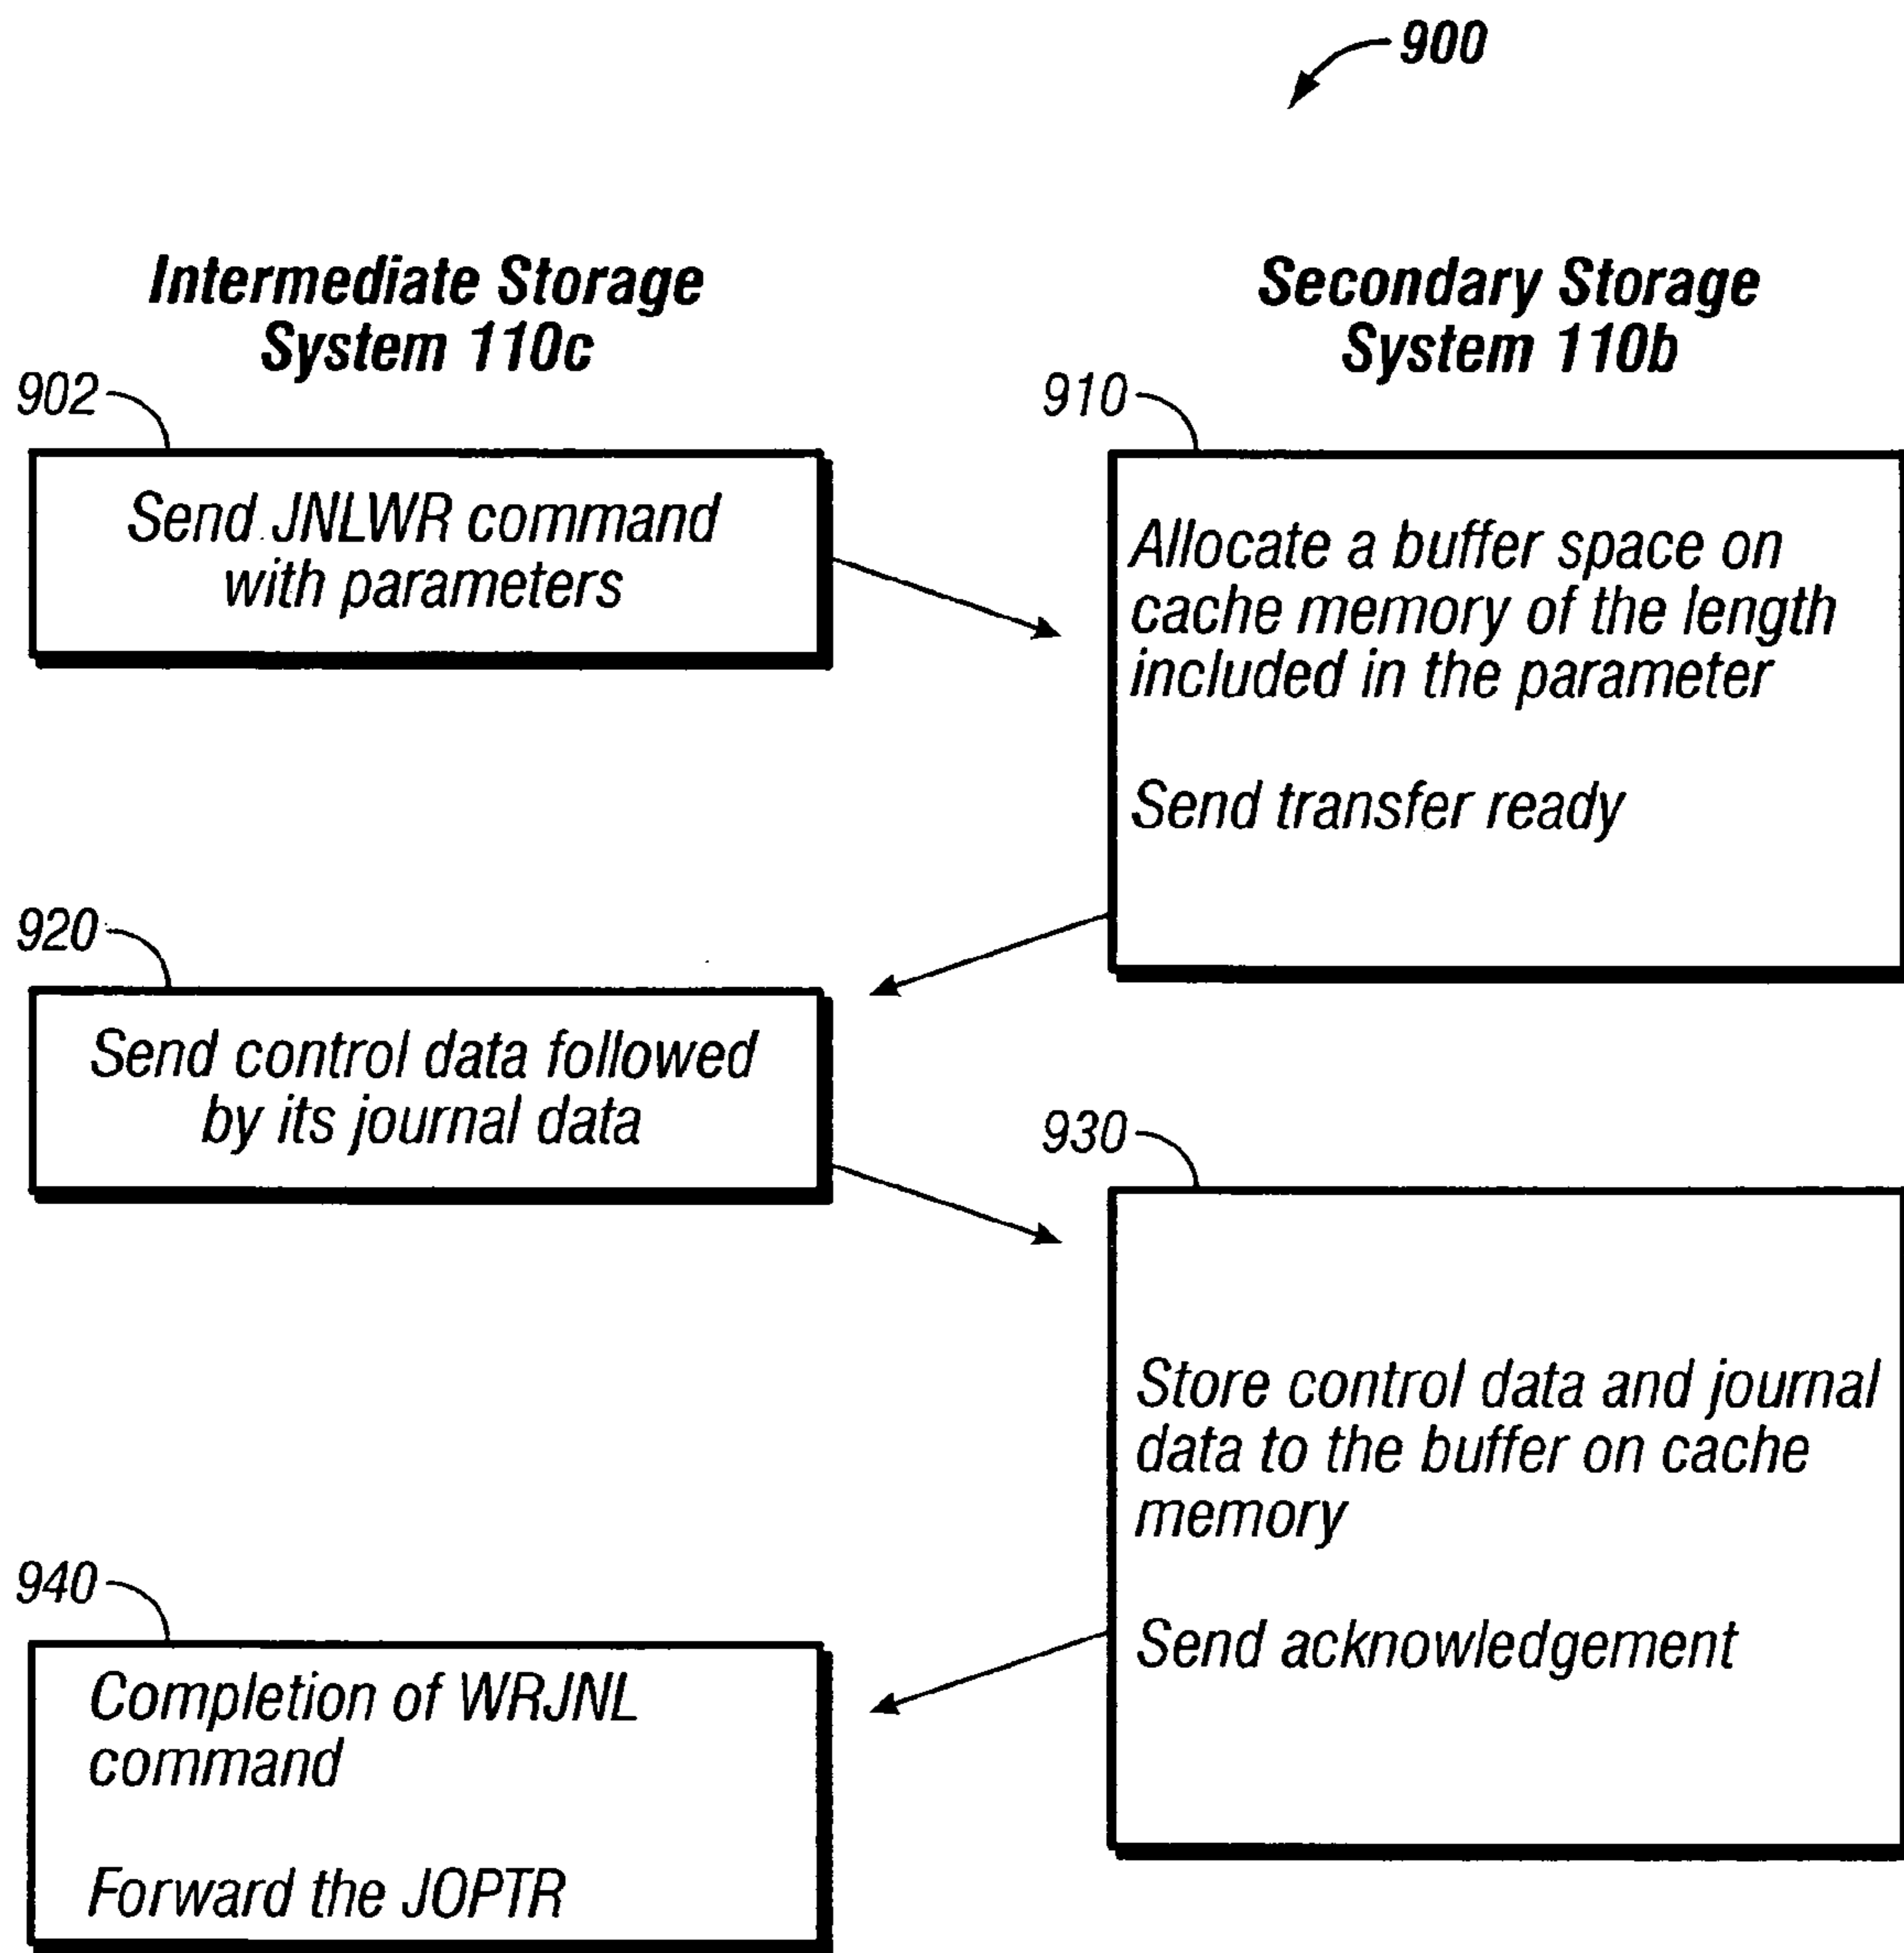 900
Intermediate Storage
System 110c
Secondary Storage
System 110b
902
Send JNLWR command
with parameters
910
Allocate a buffer space on
cache memory of the length
included in the parameter
Send transfer ready
920
Send control data followed
by its journal data
930
Store control data and journal
data to the buffer on cache
memory
Send acknowledgement
940
Completion of WRJNL
command
Forward the JOPTR